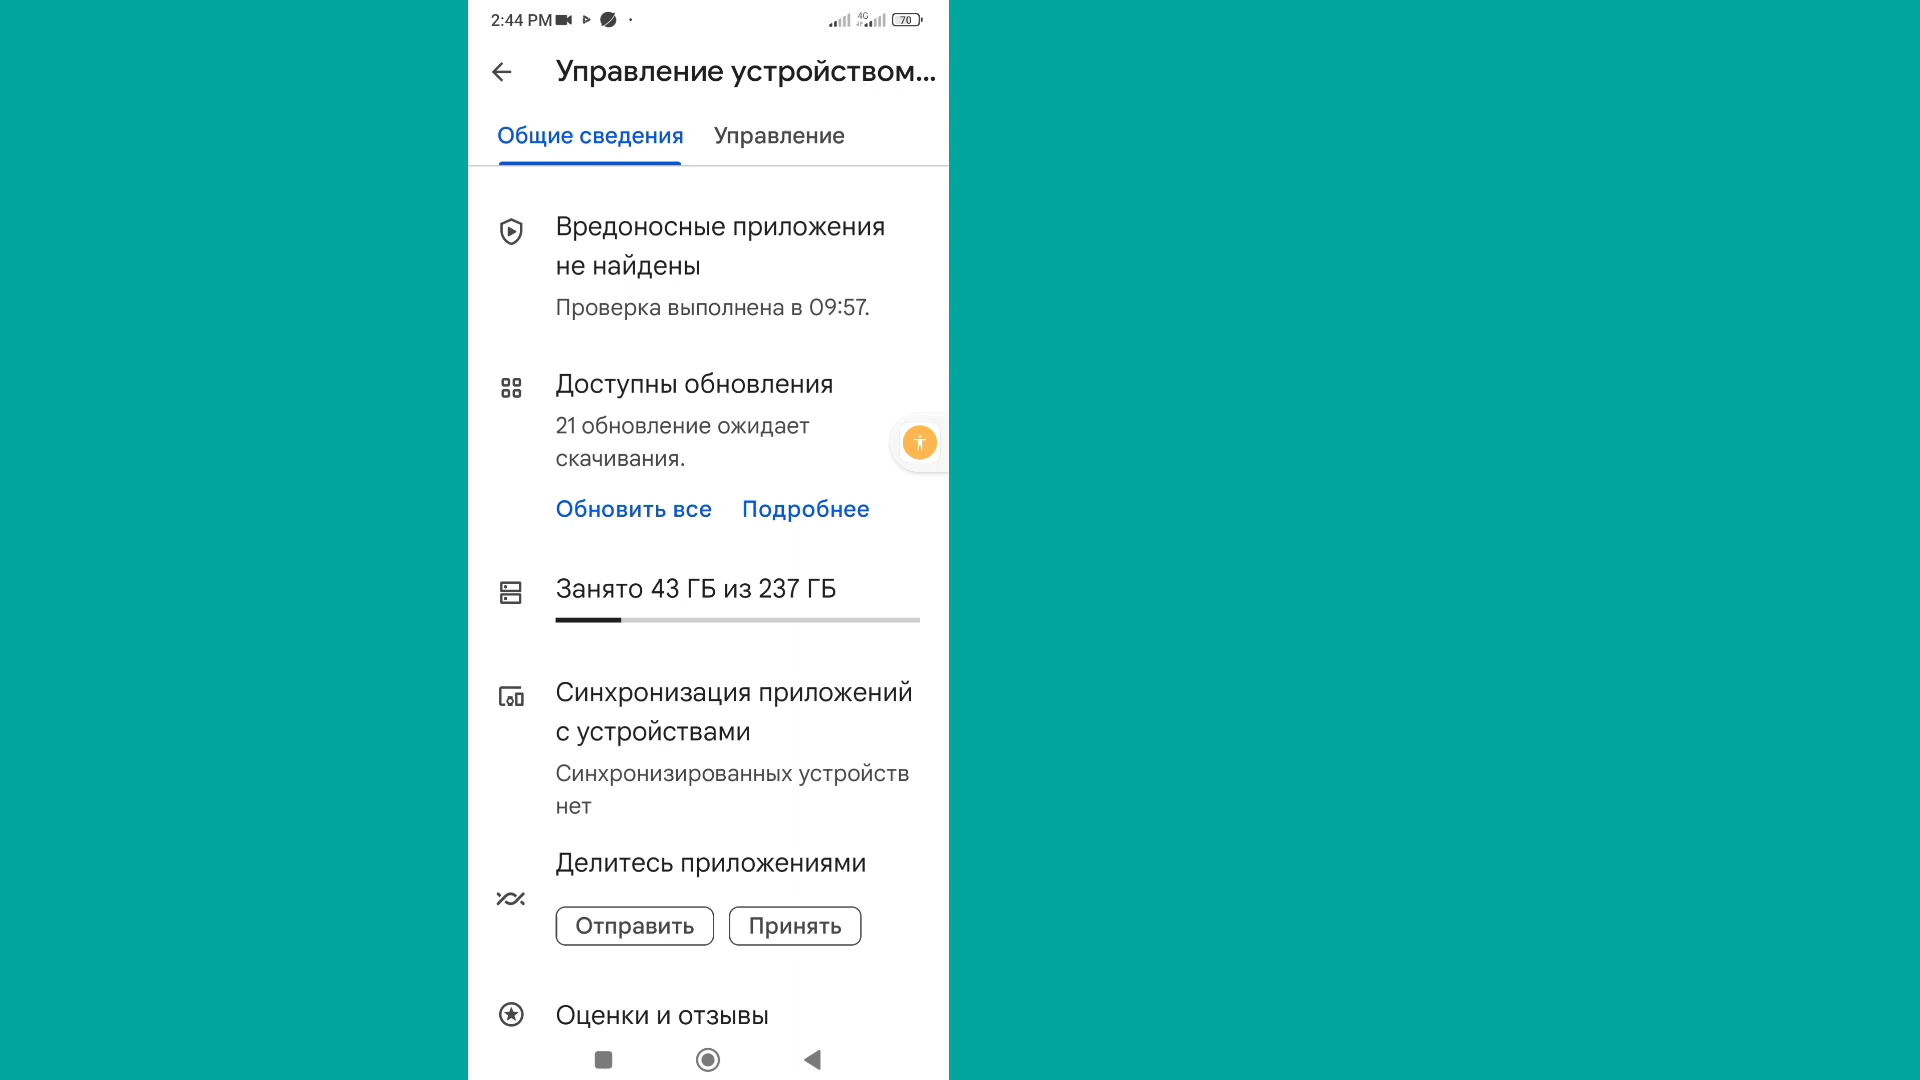 2:44 PM
4G
70
Управление устройством...
Общие сведения Управление
Вредоносные приложения
не найдены
Проверка выполнена в 09:57.
Доступны обновления
21 обновление ожидает
скачивания.
Обновить все Подробнее
Занято 43 ГБ из 237 ГБ
Синхронизация приложений
с устройствами
Синхронизированных устройств
нет
Делитесь приложениями
Отправить Принять
Оценки и отзывы